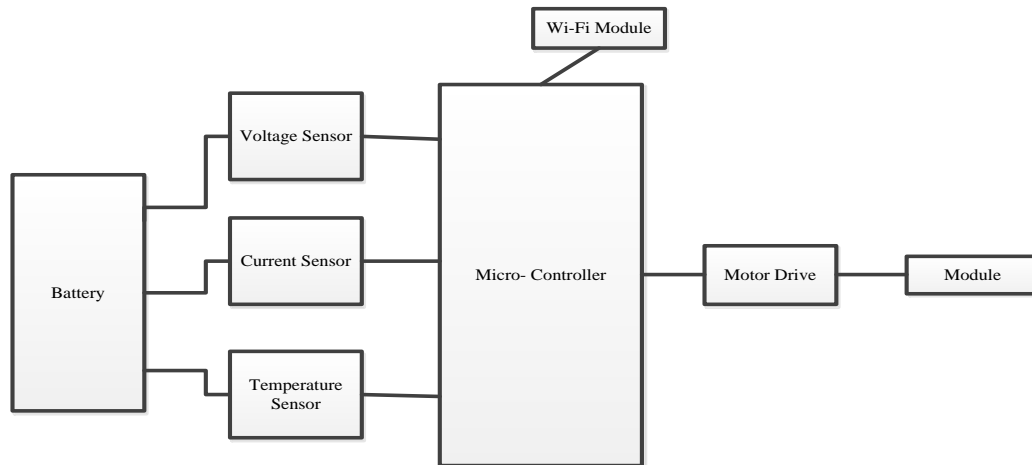 Wi-Fi Module
Voltage Sensor
Current Sensor
Battery
Micro- Controller
Motor Drive
Module
Temperature
Sensor